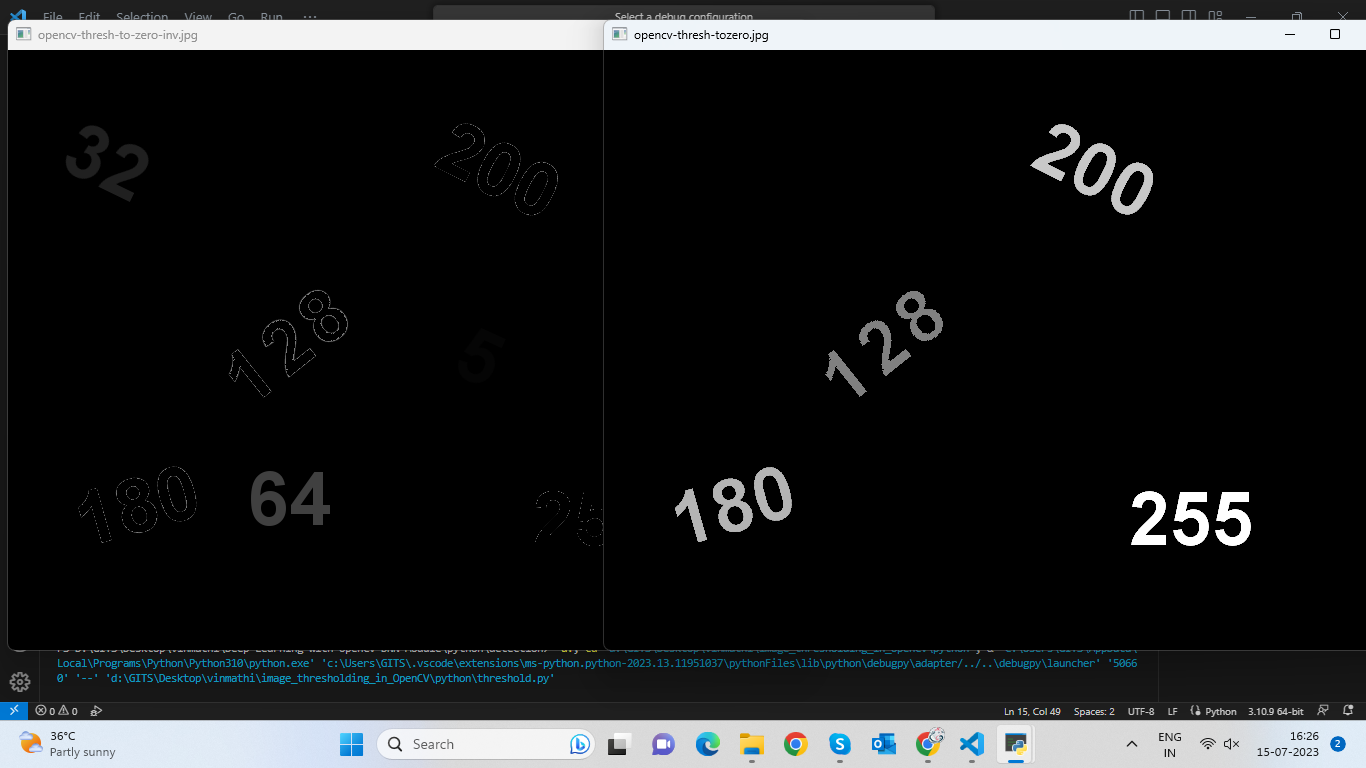 File Edit Selection View Go Run ···
Select a debug configuration
opencv-thresh-to-zero-inv.jpg
opencv-thresh-tozero.jpg
32
200
128
5
180
64
25
200
128
180
255
Local\Programs\Python\Python310\python.exe' 'c:\Users\GITS\.vscode\extensions\ms-python.python-2023.13.11951037\pythonFiles\lib\python\debugpy\adapter/../..\debugpy\launcher' '5066
0' '--' 'd:\GITS\Desktop\vinmathi\image_thresholding_in_OpenCV\python\threshold.py'
0 0
Ln 15, Col 49 Spaces: 2 UTF-8 LF Python 3.10.9 64-bit
36°C
Partly sunny
Search
ENG
IN
16:26
15-07-2023
2